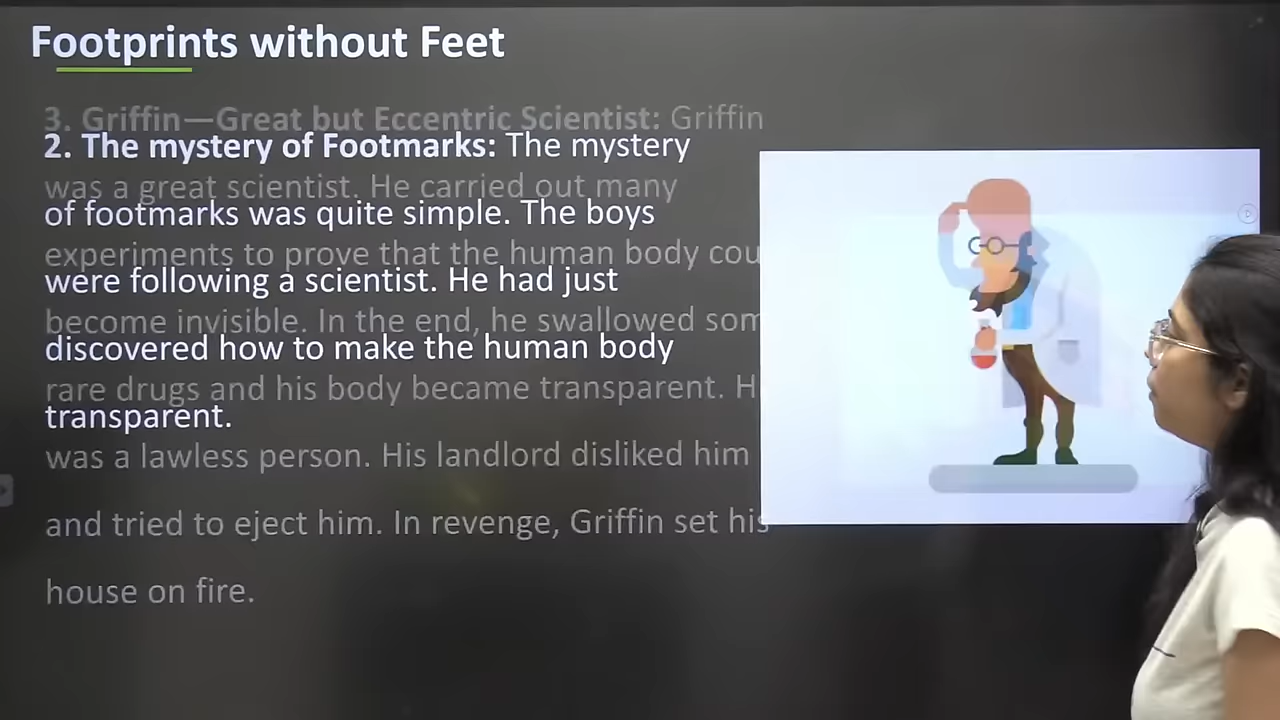 Footprints without Feet
3. Griffin—Great but Eccentric Scientist: Griffin
2. The mystery of Footmarks: The mystery
was a great scientist. He carried out many
of footmarks was quite simple. The boys
experiments to prove that the human body cou
were following a scientist. He had just
become invisible. In the end, he swallowed som
discovered how to make the human body
rare drugs and his body became transparent. H
transparent.
was a lawless person. His landlord disliked him
and tried to eject him. In revenge, Griffin set his
house on fire.